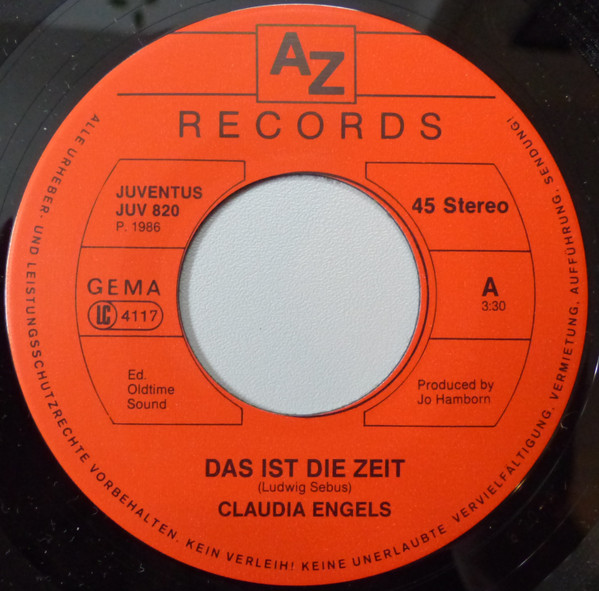 AZ
RECORDS
JUVENTUS
JUV 820
P. 1986
45 Stereo
GEMA
LC 4117
A
3:30
Ed.
Oldtime
Sound
Produced by
Jo Hamborn
DAS IST DIE ZEIT
(Ludwig Sebus)
CLAUDIA ENGELS
ALLE URHEBER- UND LEISTUNGSSCHUTZRECHTE VORBEHALTEN. KEIN VERLEIH! KEINE UNERLAUBTE VERVIELFÄLTIGUNG, VERMIETUNG, AUFFÜHRUNG, SENDUNG!